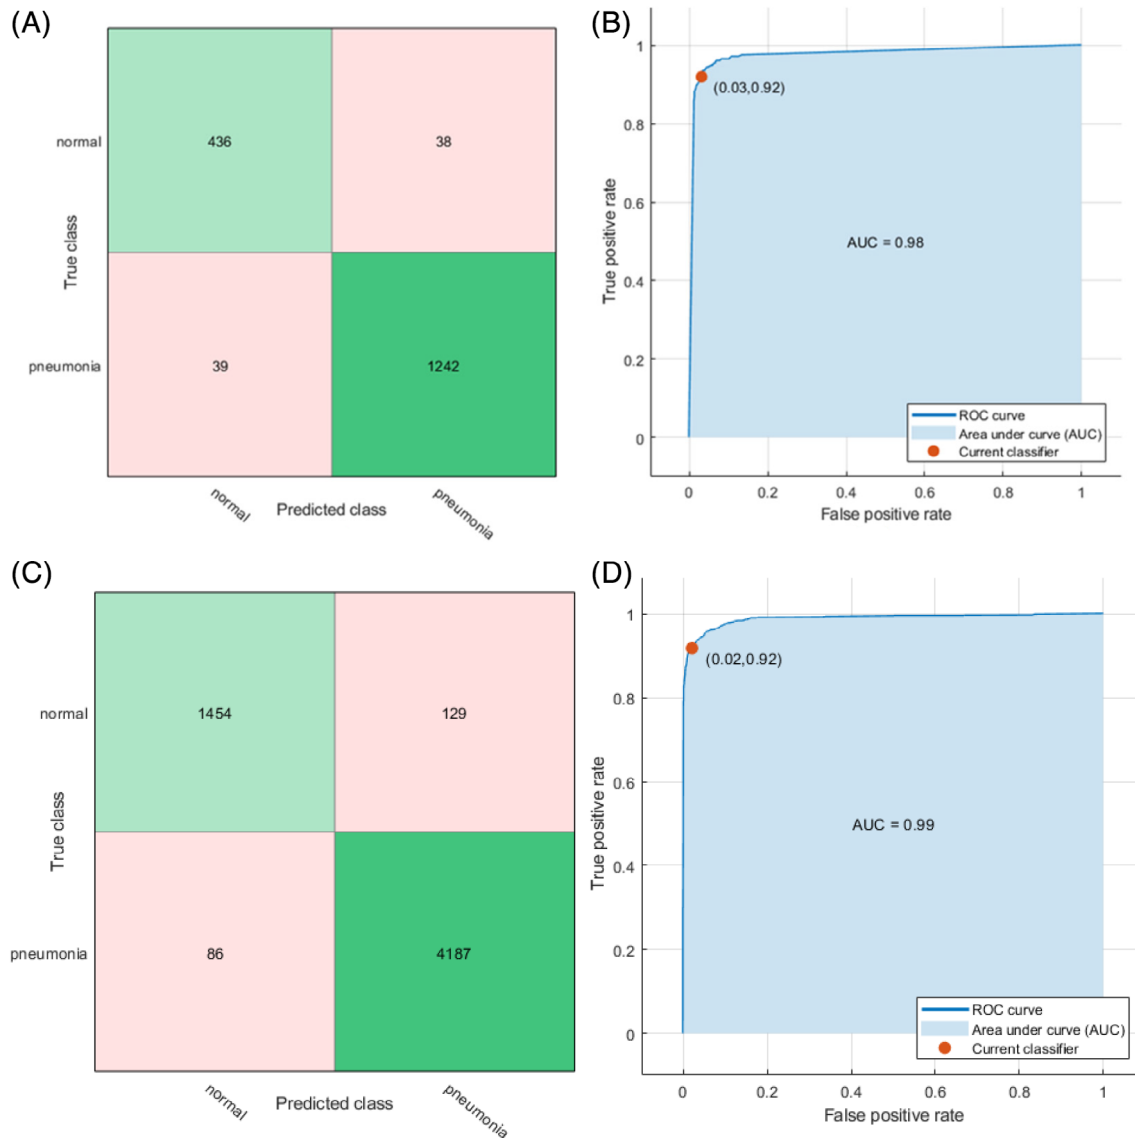 (A)
normal
436
38
True class
pneumonia
39
1242
normal
Predicted class
pneumonia
(B)
1
(0.03,0.92)
0.8
0.6
True positive rate
AUC = 0.98
0.4
0.2
ROC curve
Area under curve (AUC)
Current classifier
0
0 0.2 0.4 0.6 0.8 1
False positive rate
(C)
normal
1454
129
True class
pneumonia
86
4187
normal
Predicted class
pneumonia
(D)
1
(0.02,0.92)
0.8
0.6
True positive rate
AUC = 0.99
0.4
0.2
ROC curve
Area under curve (AUC)
Current classifier
0
0 0.2 0.4 0.6 0.8 1
False positive rate